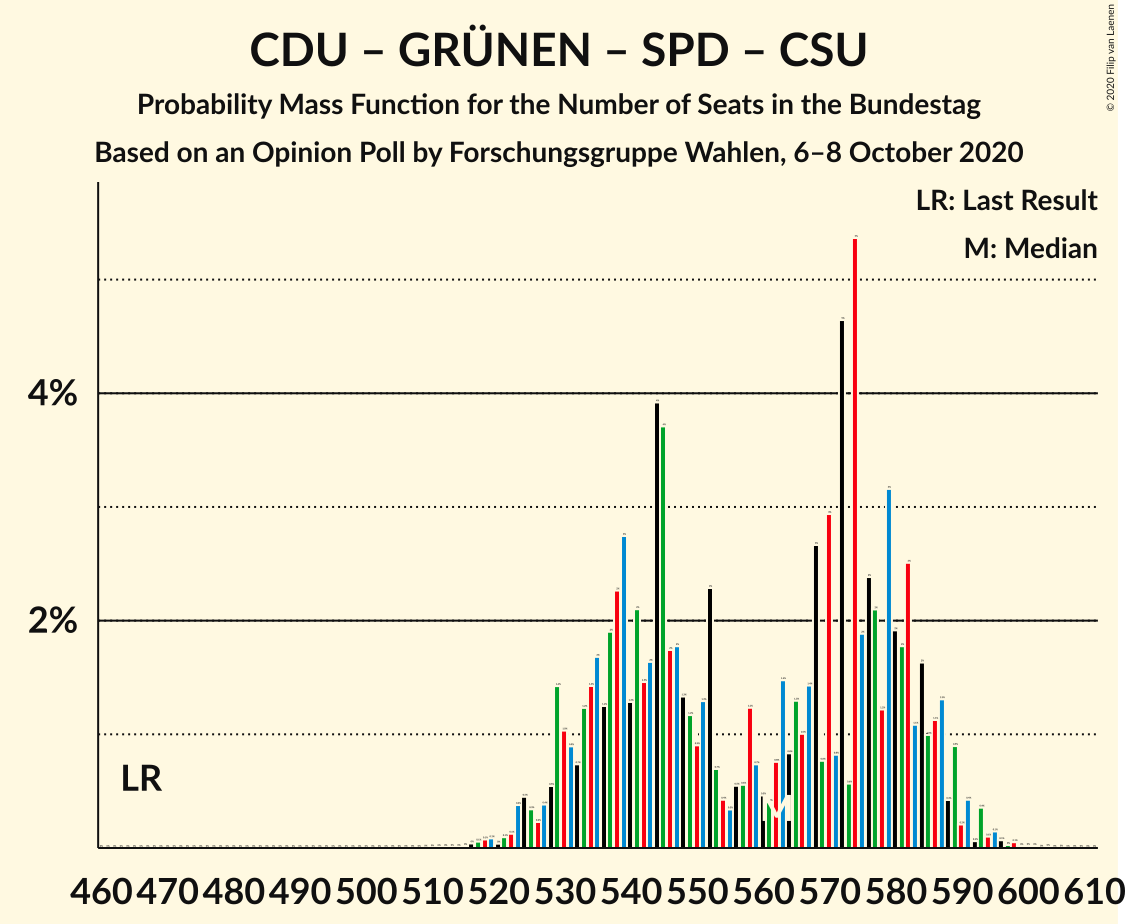 CDU – GRÜNEN – SPD – CSU
Probability Mass Function for the Number of Seats in the Bundestag
Based on an Opinion Poll by Forschungsgruppe Wahlen, 6–8 October 2020
© 2020 Filip van Laenen
LR: Last Result
M: Median
4%
2%
LR
M
460 470 480 490 500 510 520 530 540 550 560 570 580 590 600 610